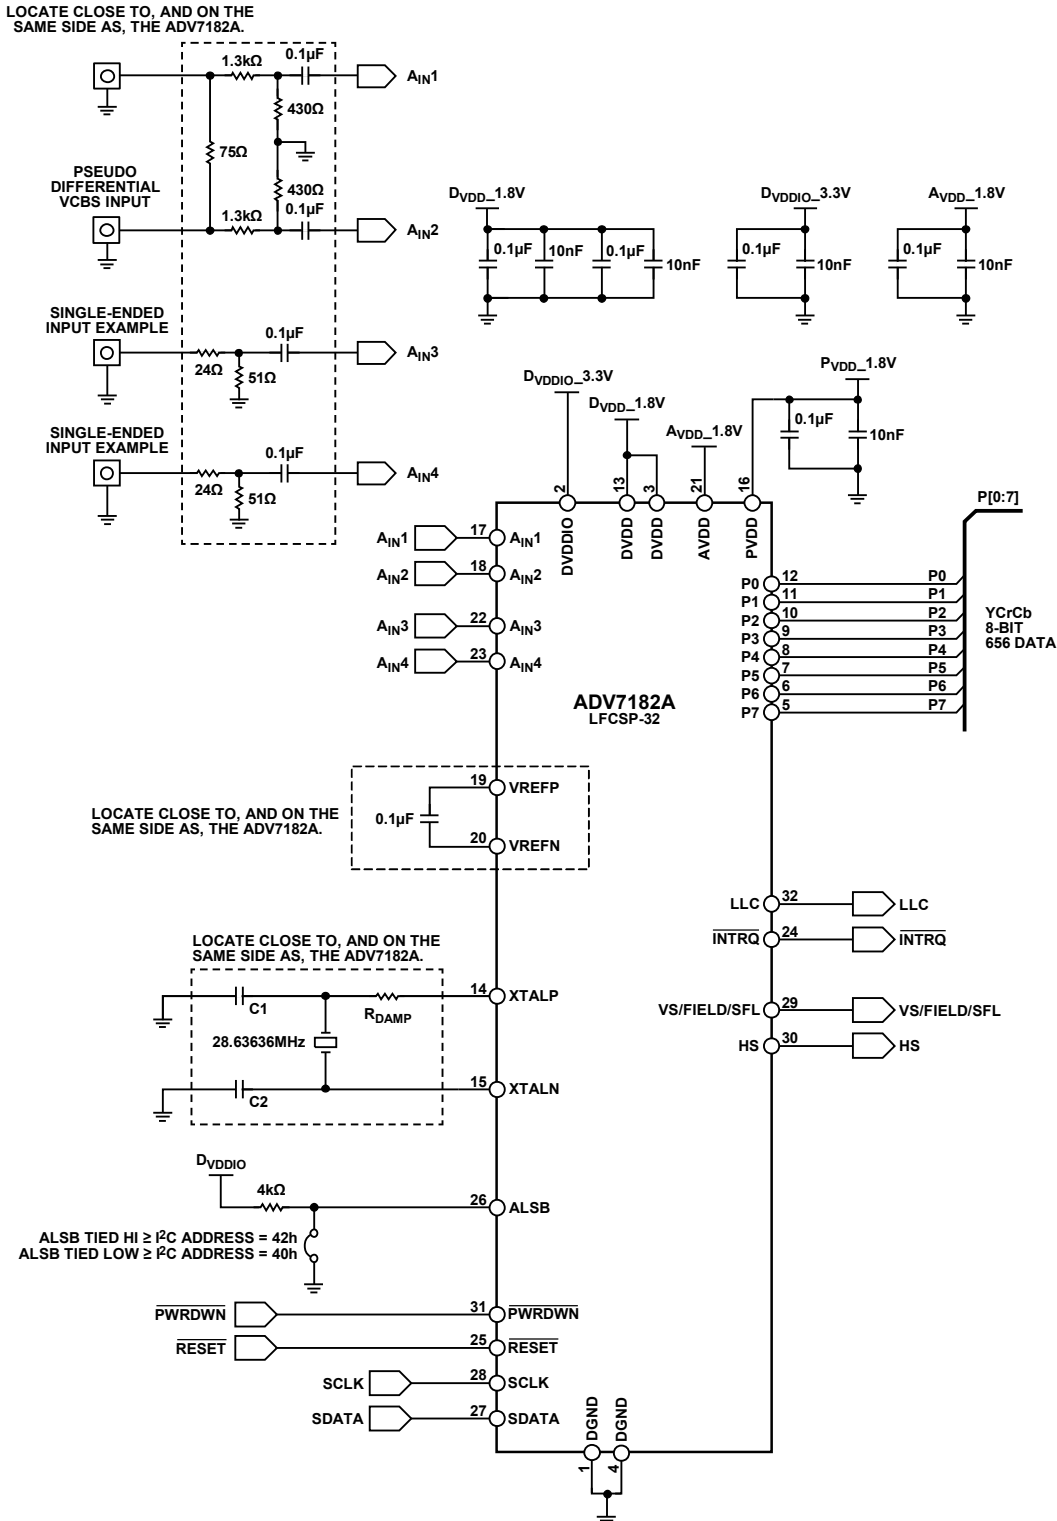 LOCATE CLOSE TO, AND ON THE
SAME SIDE AS, THE ADV7182A.
1.3kΩ
0.1µF
AIN1
430Ω
75Ω
PSEUDO
DIFFERENTIAL
VCBS INPUT
430Ω
1.3kΩ
0.1µF
AIN2
SINGLE-ENDED
INPUT EXAMPLE
0.1µF
AIN3
24Ω
51Ω
SINGLE-ENDED
INPUT EXAMPLE
0.1µF
AIN4
24Ω
51Ω
DVDD_1.8V
0.1µF
10nF
0.1µF
10nF
DVDDIO_3.3V
0.1µF
10nF
AVDD_1.8V
0.1µF
10nF
DVDDIO_3.3V
DVDD_1.8V
AVDD_1.8V
PVDD_1.8V
0.1µF
10nF
2
13
3
21
16
DVDDIO
DVDD
DVDD
AVDD
PVDD
AIN1
17
AIN1
AIN2
18
AIN2
AIN3
22
AIN3
AIN4
23
AIN4
P[0:7]
P0
12
P0
P1
11
P1
P2
10
P2
P3
9
P3
P4
8
P4
P5
7
P5
P6
6
P6
P7
5
P7
YCrCb
8-BIT
656 DATA
ADV7182A
LFCSP-32
LOCATE CLOSE TO, AND ON THE
SAME SIDE AS, THE ADV7182A.
0.1µF
19
VREFP
20
VREFN
LLC
32
LLC
INTRQ
24
INTRQ
VS/FIELD/SFL
29
VS/FIELD/SFL
HS
30
HS
LOCATE CLOSE TO, AND ON THE
SAME SIDE AS, THE ADV7182A.
C1
RDAMP
14
XTALP
28.63636MHz
C2
15
XTALN
DVDDIO
4kΩ
26
ALSB
ALSB TIED HI ≥ I²C ADDRESS = 42h
ALSB TIED LOW ≥ I²C ADDRESS = 40h
PWRDWN
31
PWRDWN
RESET
25
RESET
SCLK
28
SCLK
SDATA
27
SDATA
DGND
DGND
1
4